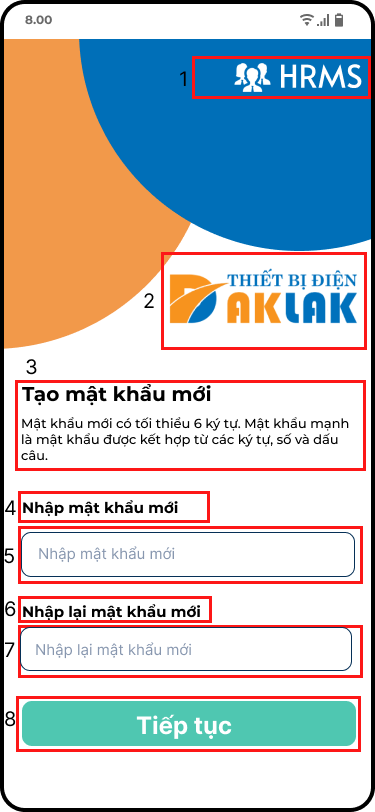 8.00
1
HRMS
2
THIẾT BỊ ĐIỆN
DAKLAK
3
Tạo mật khẩu mới
Mật khẩu mới có tối thiểu 6 ký tự. Mật khẩu mạnh
là mật khẩu được kết hợp từ các ký tự, số và dấu
câu.
4
Nhập mật khẩu mới
5
Nhập mật khẩu mới
6
Nhập lại mật khẩu mới
7
Nhập lại mật khẩu mới
8
Tiếp tục